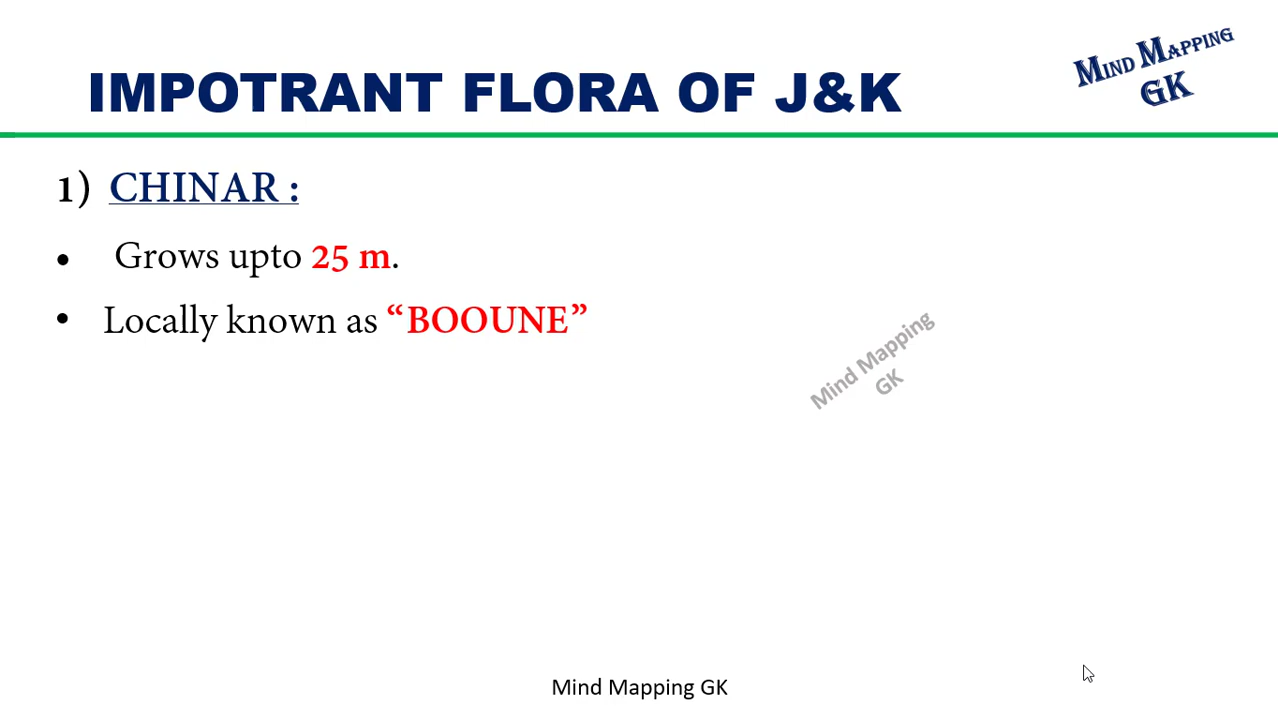 IMPOTRANT FLORA OF J&K
MIND MAPPING
GK
1) CHINAR :
• Grows upto 25 m.
• Locally known as “BOOUNE”
Mind Mapping
GK
Mind Mapping GK